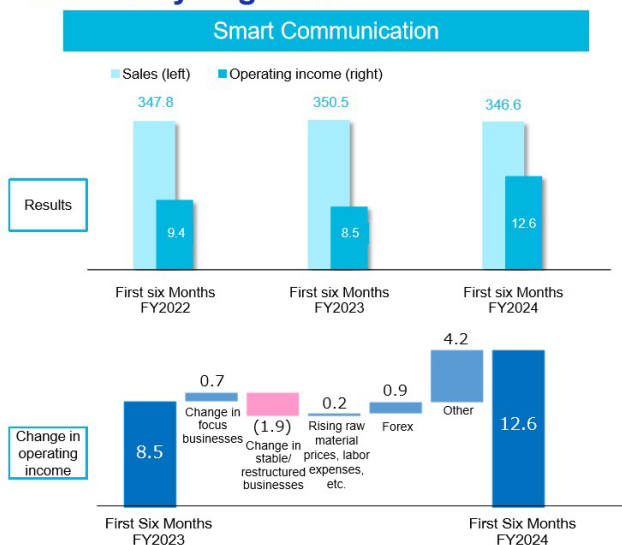 Smart Communication
Sales (left) Operating income (right)
347.8 350.5 346.6
Results
9.4 8.5 12.6
First six Months First six Months First six Months
FY2022 FY2023 FY2024
4.2
0.7 0.2 0.9
Change in
focus
businesses
(1.9)
Change in
stable/
restructured
businesses
Rising raw
material
prices, labor
expenses,
etc.
Forex
Other
Change in
operating
income
8.5 12.6
First Six Months First Six Months
FY2023 FY2024